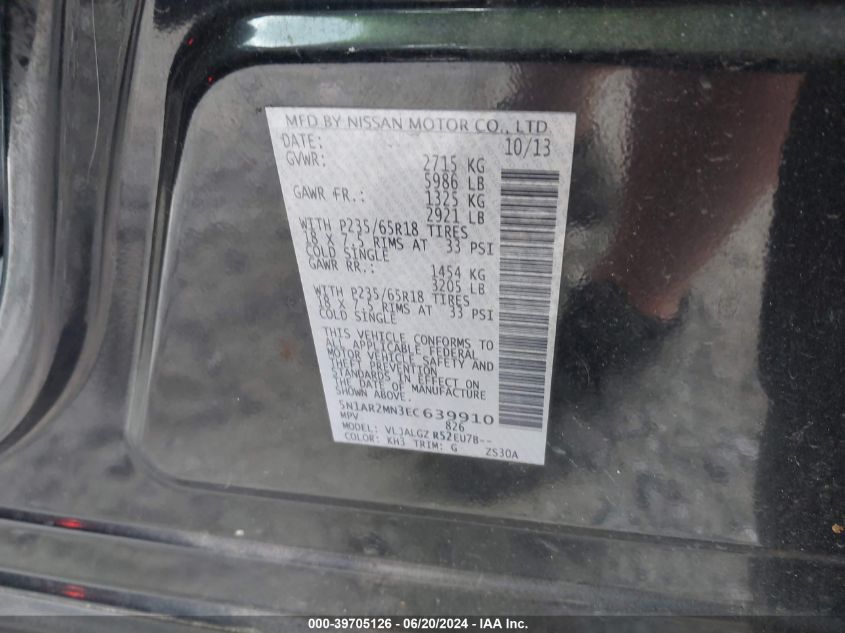 MFD BY NISSAN MOTOR CO., LTD
DATE: 10/13
GVWR: 2715 KG
5986 LB
GAWR FR.: 1325 KG
2921 LB
WITH P235/65R18 TIRES
18 X 7.5 RIMS AT 33 PSI
COLD SINGLE
GAWR RR.: 1454 KG
3205 LB
WITH P235/65R18 TIRES
18 X 7.5 RIMS AT 33 PSI
COLD SINGLE
THIS VEHICLE CONFORMS TO
ALL APPLICABLE FEDERAL
MOTOR VEHICLE SAFETY AND
THEFT PREVENTION
STANDARDS IN EFFECT ON
THE DATE OF MANUFACTURE
SHOWN ABOVE.
5N1AR2MN3EC639910
MPV 826
MODEL: VLJALGZ R52EU7B--
COLOR: KH3 TRIM: G ZS30A
000-39705126 - 06/20/2024 - IAA Inc.